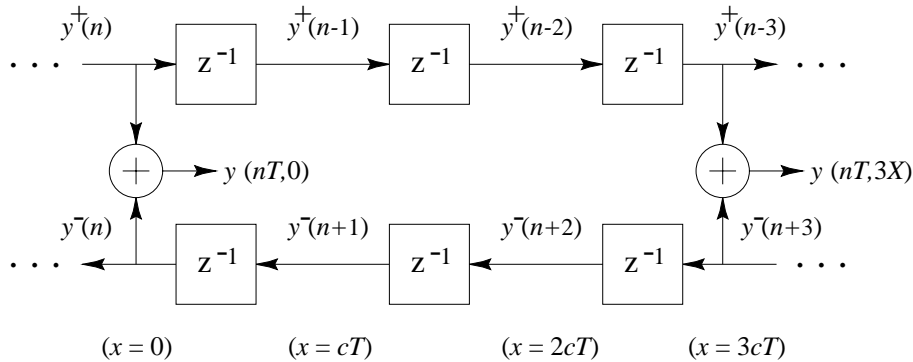 y⁺(n) y⁺(n-1) y⁺(n-2) y⁺(n-3)
. . . z⁻¹ z⁻¹ z⁻¹ . . .
+ y (nT,0) + y (nT,3X)
y⁻(n) y⁻(n+1) y⁻(n+2) y⁻(n+3)
. . . z⁻¹ z⁻¹ z⁻¹ . . .
(x = 0) (x = cT) (x = 2cT) (x = 3cT)